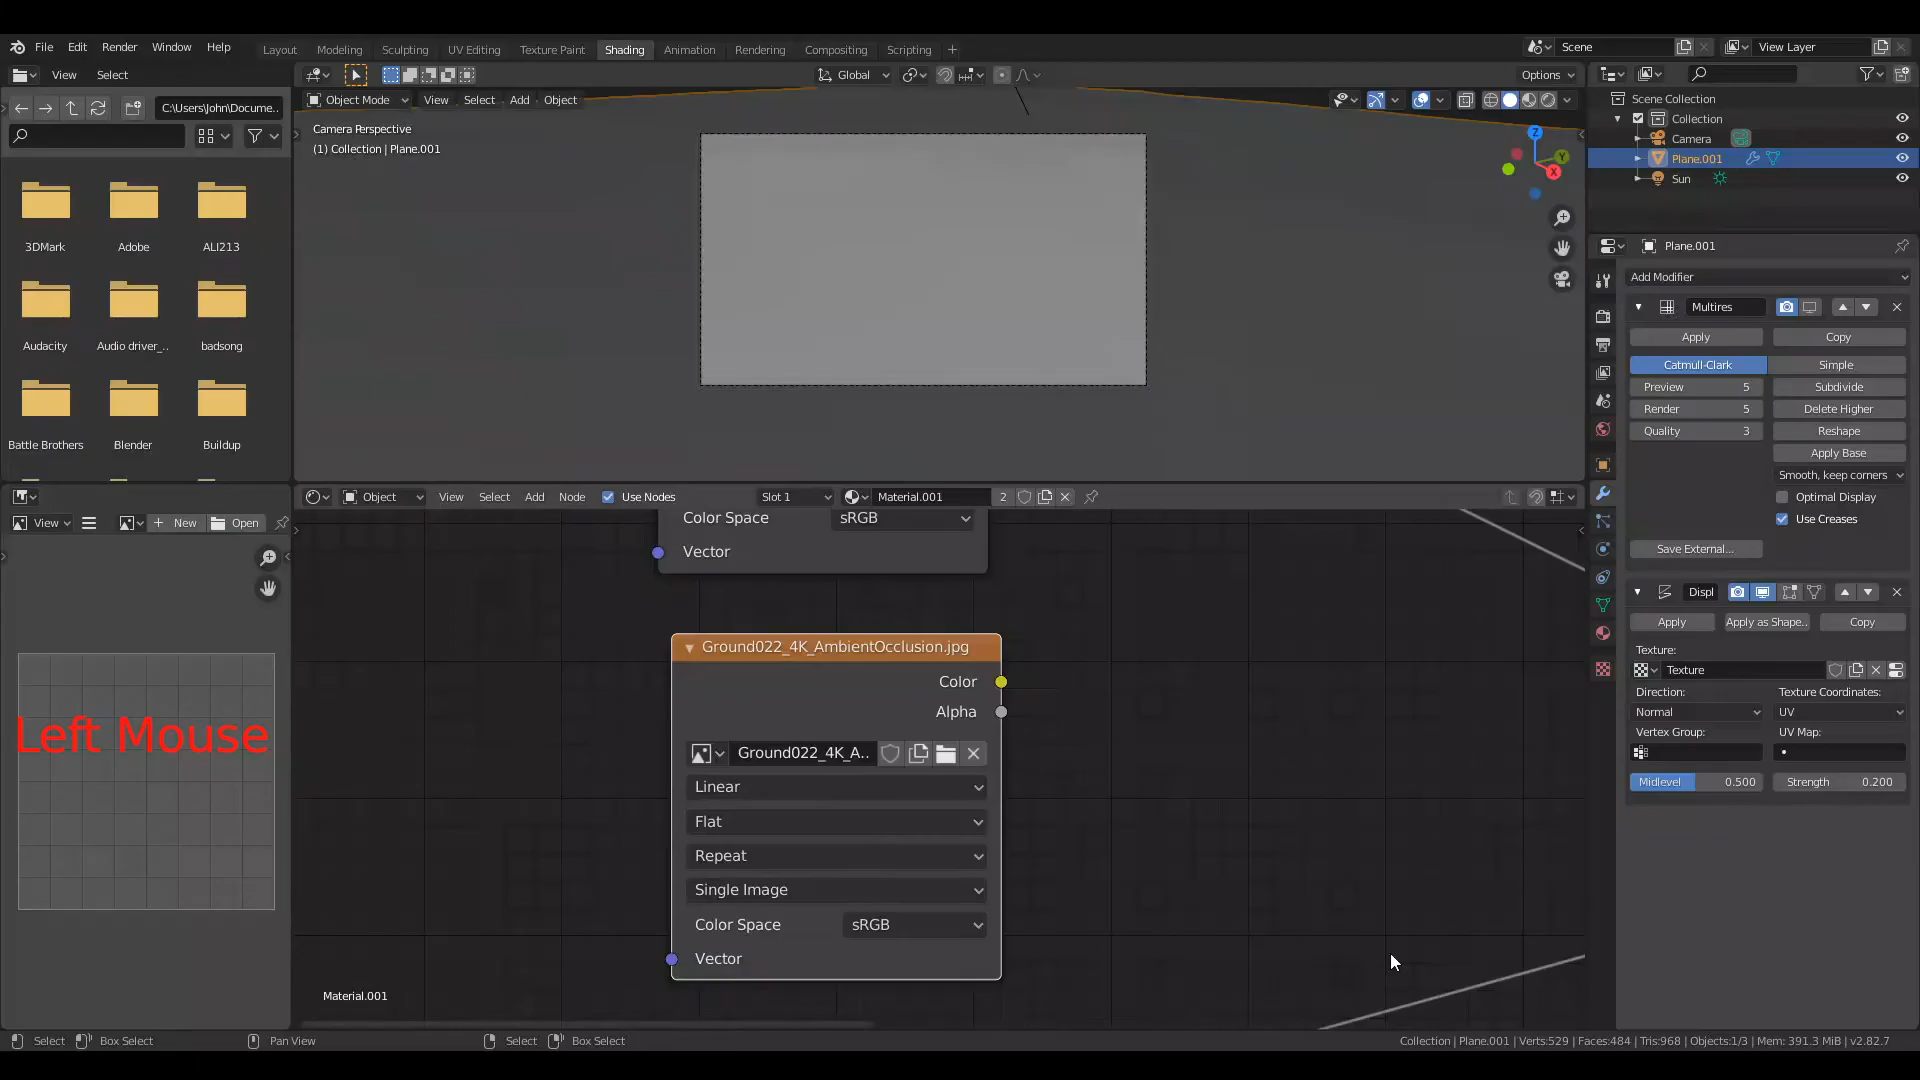 File Edit Render Window Help
Layout Modeling Sculpting UV Editing Texture Paint Shading Animation Rendering Compositing Scripting
Scene
View Layer
View Select
Global
Options
C:\Users\John\Docume..
Object Mode View Select Add Object
Camera Perspective
(1) Collection | Plane.001
Z
Y
X
3DMark Adobe ALI213
Audacity Audio driver_.. badsong
Battle Brothers Blender Buildup
Scene Collection
Collection
Camera
Plane.001
Sun
Plane.001
Add Modifier
Multires
Apply Copy
Catmull-Clark Simple
Preview 5 Subdivide
Render 5 Delete Higher
Quality 3 Reshape
Apply Base
Smooth, keep corners
Optimal Display
Use Creases
Save External...
Displ
Apply Apply as Shape.. Copy
Texture:
Texture
Direction: Texture Coordinates:
Normal UV
Vertex Group: UV Map:
Midlevel 0.500 Strength 0.200
View New Open
Left Mouse
Object View Select Add Node Use Nodes Slot 1 Material.001 2
Color Space sRGB
Vector
Ground022_4K_AmbientOcclusion.jpg
Color
Alpha
Ground022_4K_A..
Linear
Flat
Repeat
Single Image
Color Space sRGB
Vector
Material.001
Select Box Select Pan View Select Box Select
Collection | Plane.001 | Verts:529 | Faces:484 | Tris:968 | Objects:1/3 | Mem: 391.3 MiB | v2.82.7